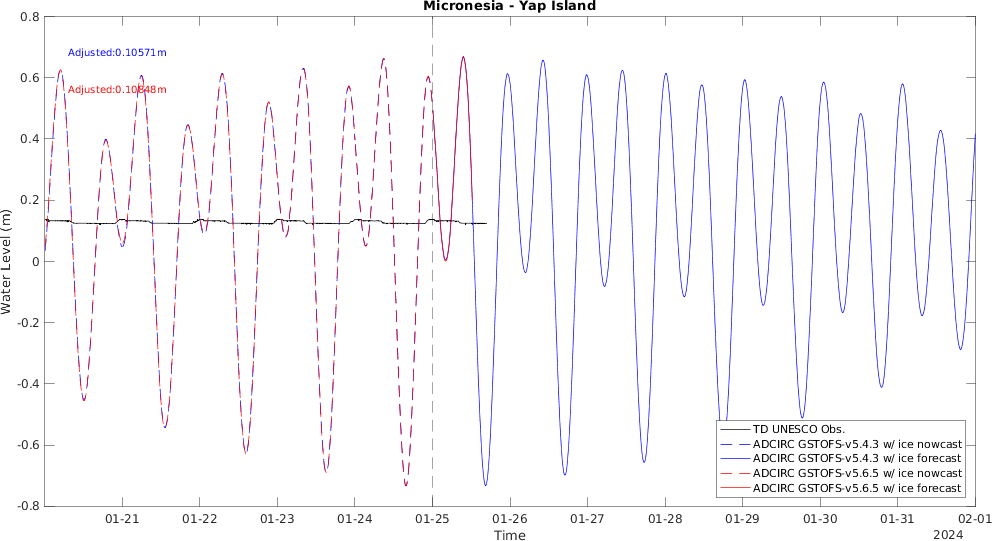 Micronesia - Yap Island
0.8
0.6
0.4
0.2
0
-0.2
-0.4
-0.6
-0.8
Water Level (m)
Adjusted:0.10571m
Adjusted:0.10848m
TD UNESCO Obs.
ADCIRC GSTOFS-v5.4.3 w/ ice nowcast
ADCIRC GSTOFS-v5.4.3 w/ ice forecast
ADCIRC GSTOFS-v5.6.5 w/ ice nowcast
ADCIRC GSTOFS-v5.6.5 w/ ice forecast
01-21 01-22 01-23 01-24 01-25 01-26 01-27 01-28 01-29 01-30 01-31 02-01
Time
2024